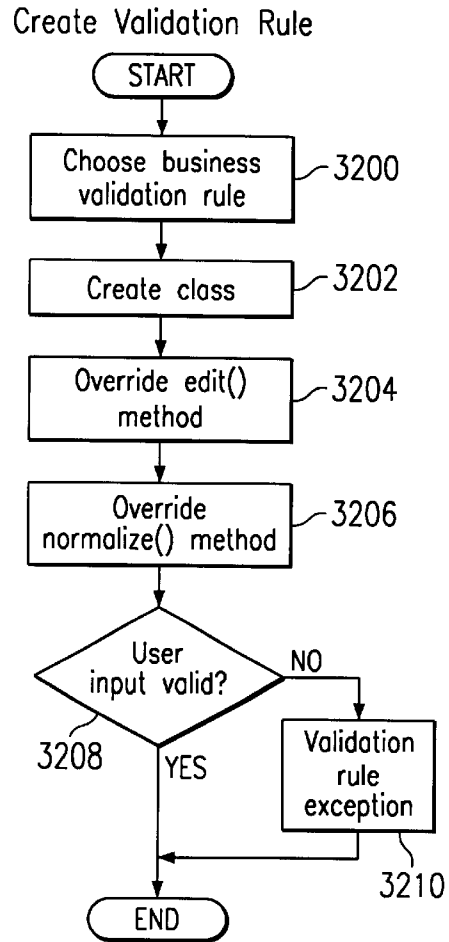 Create Validation Rule
START
Choose business
validation rule
3200
Create class
3202
Override edit()
method
3204
Override
normalize() method
3206
User
input valid?
3208
NO
YES
Validation
rule
exception
3210
END